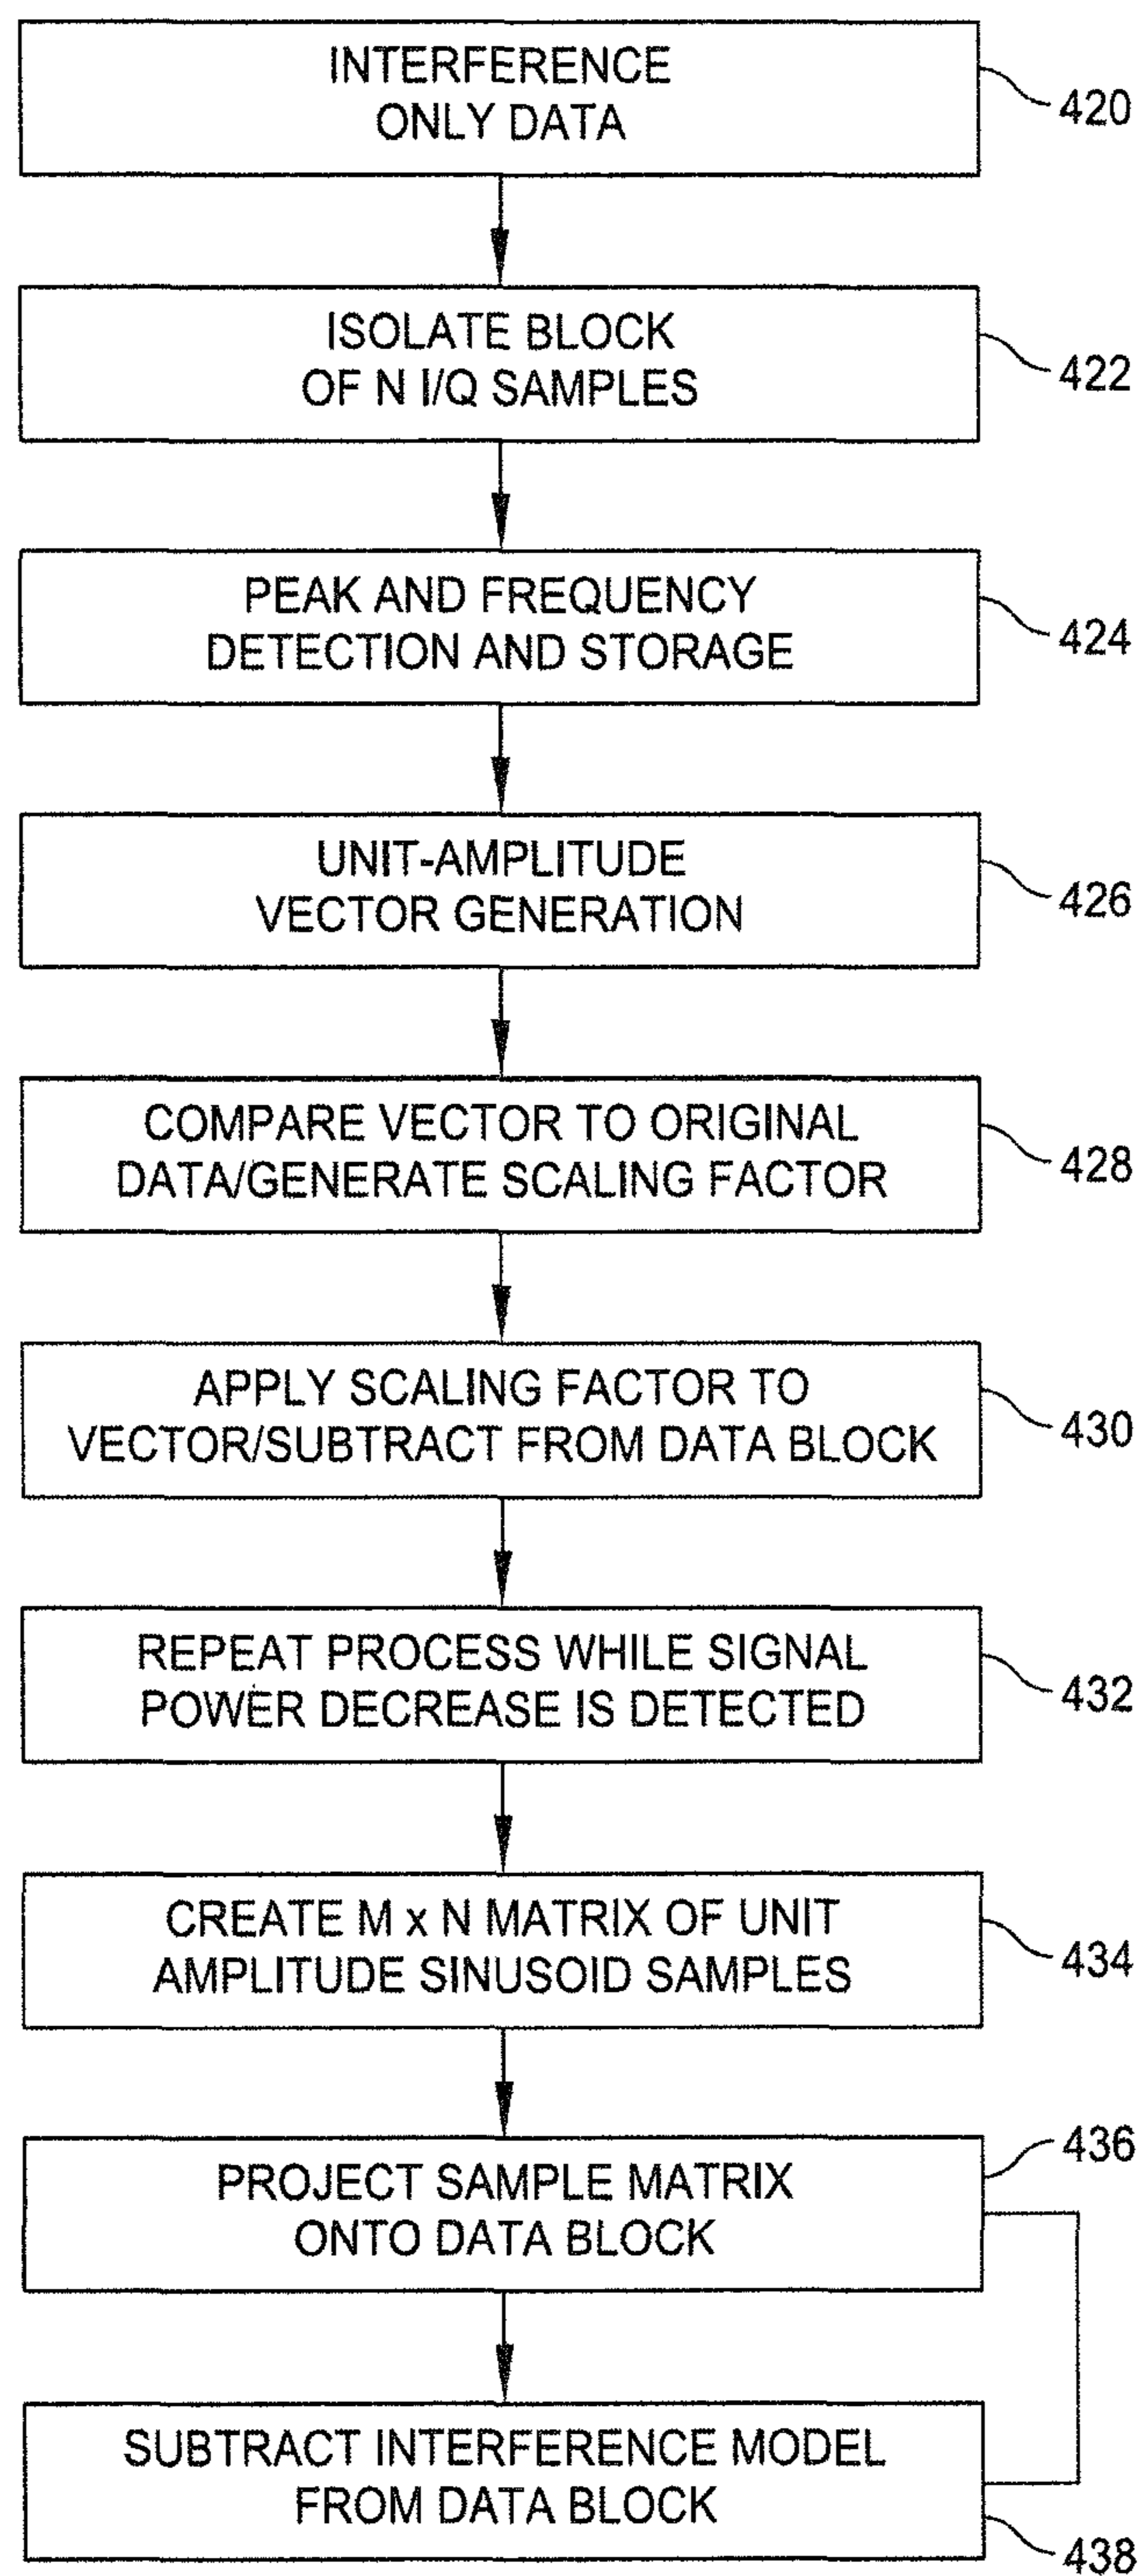 INTERFERENCE
ONLY DATA
420
ISOLATE BLOCK
OF N I/Q SAMPLES
422
PEAK AND FREQUENCY
DETECTION AND STORAGE
424
UNIT-AMPLITUDE
VECTOR GENERATION
426
COMPARE VECTOR TO ORIGINAL
DATA/GENERATE SCALING FACTOR
428
APPLY SCALING FACTOR TO
VECTOR/SUBTRACT FROM DATA BLOCK
430
REPEAT PROCESS WHILE SIGNAL
POWER DECREASE IS DETECTED
432
CREATE M x N MATRIX OF UNIT
AMPLITUDE SINUSOID SAMPLES
434
PROJECT SAMPLE MATRIX
ONTO DATA BLOCK
436
SUBTRACT INTERFERENCE MODEL
FROM DATA BLOCK
438